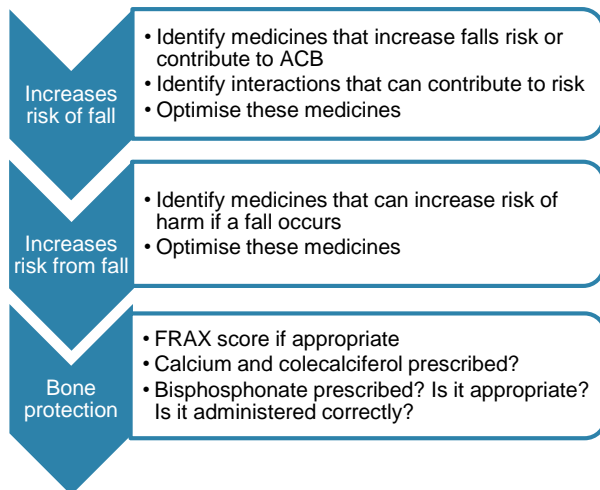 Increases
risk of fall
• Identify medicines that increase falls risk or
contribute to ACB
• Identify interactions that can contribute to risk
• Optimise these medicines
Increases
risk from fall
• Identify medicines that can increase risk of
harm if a fall occurs
• Optimise these medicines
Bone
protection
• FRAX score if appropriate
• Calcium and colecalciferol prescribed?
• Bisphosphonate prescribed? Is it appropriate?
Is it administered correctly?